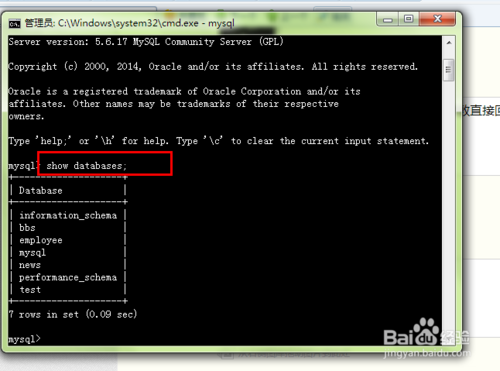 管理员: C:\Windows\system32\cmd.exe - mysql
Server version: 5.6.17 MySQL Community Server (GPL)
Copyright (c) 2000, 2014, Oracle and/or its affiliates. All rights reserved.
Oracle is a registered trademark of Oracle Corporation and/or its
affiliates. Other names may be trademarks of their respective
owners.
Type 'help;' or '\h' for help. Type '\c' to clear the current input statement.
mysql> show databases;
+--------------------+
| Database           |
+--------------------+
| information_schema |
| bbs                |
| employee           |
| mysql              |
| news               |
| performance_schema |
| test               |
+--------------------+
7 rows in set (0.09 sec)
mysql>
直接
Baidu 经验
jingyan.baidu.com